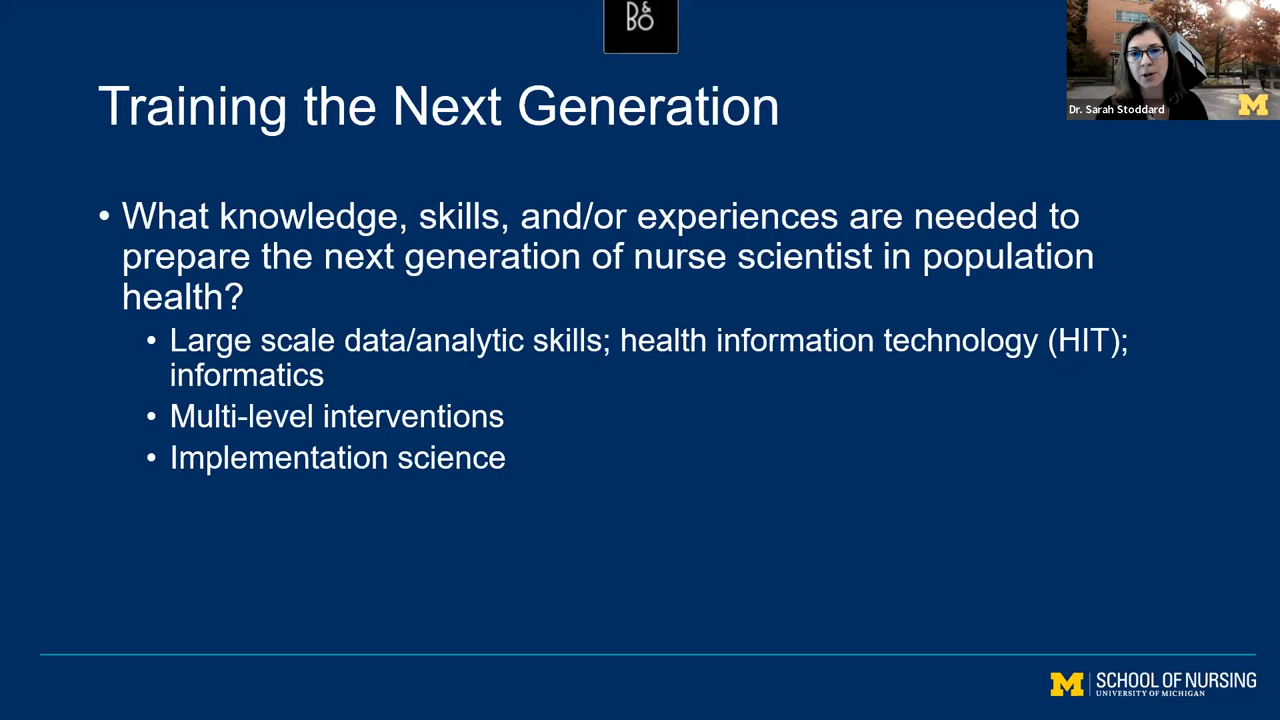 D&
BO
Training the Next Generation
Dr. Sarah Stoddard
M
• What knowledge, skills, and/or experiences are needed to
prepare the next generation of nurse scientist in population
health?
• Large scale data/analytic skills; health information technology (HIT);
informatics
• Multi-level interventions
• Implementation science
M SCHOOL OF NURSING
UNIVERSITY OF MICHIGAN